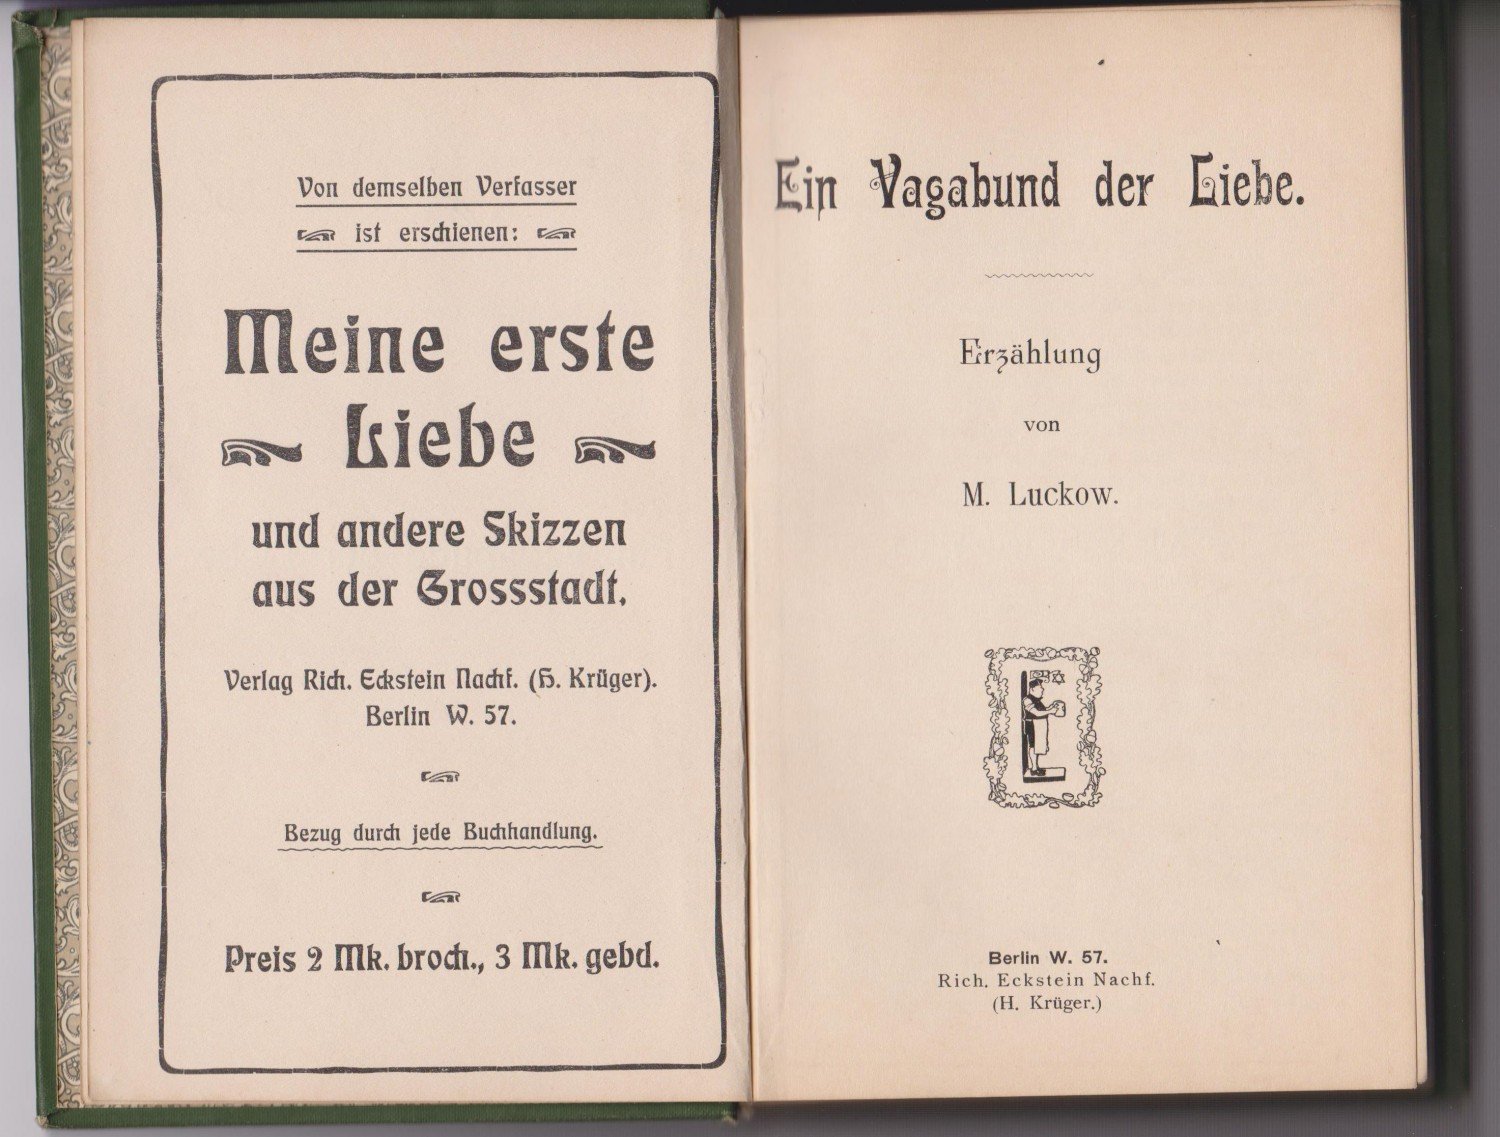 Von demselben Verfasser
ist erschienen:
Meine erste
Liebe
und andere Skizzen
aus der Grossstadt.
Verlag Rich. Eckstein Nachf. (H. Krüger).
Berlin W. 57.
Bezug durch jede Buchhandlung.
Preis 2 Mk. broch., 3 Mk. gebd.
Ein Vagabund der Liebe.
Erzählung
von
M. Luckow.
Berlin W. 57.
Rich. Eckstein Nachf.
(H. Krüger.)